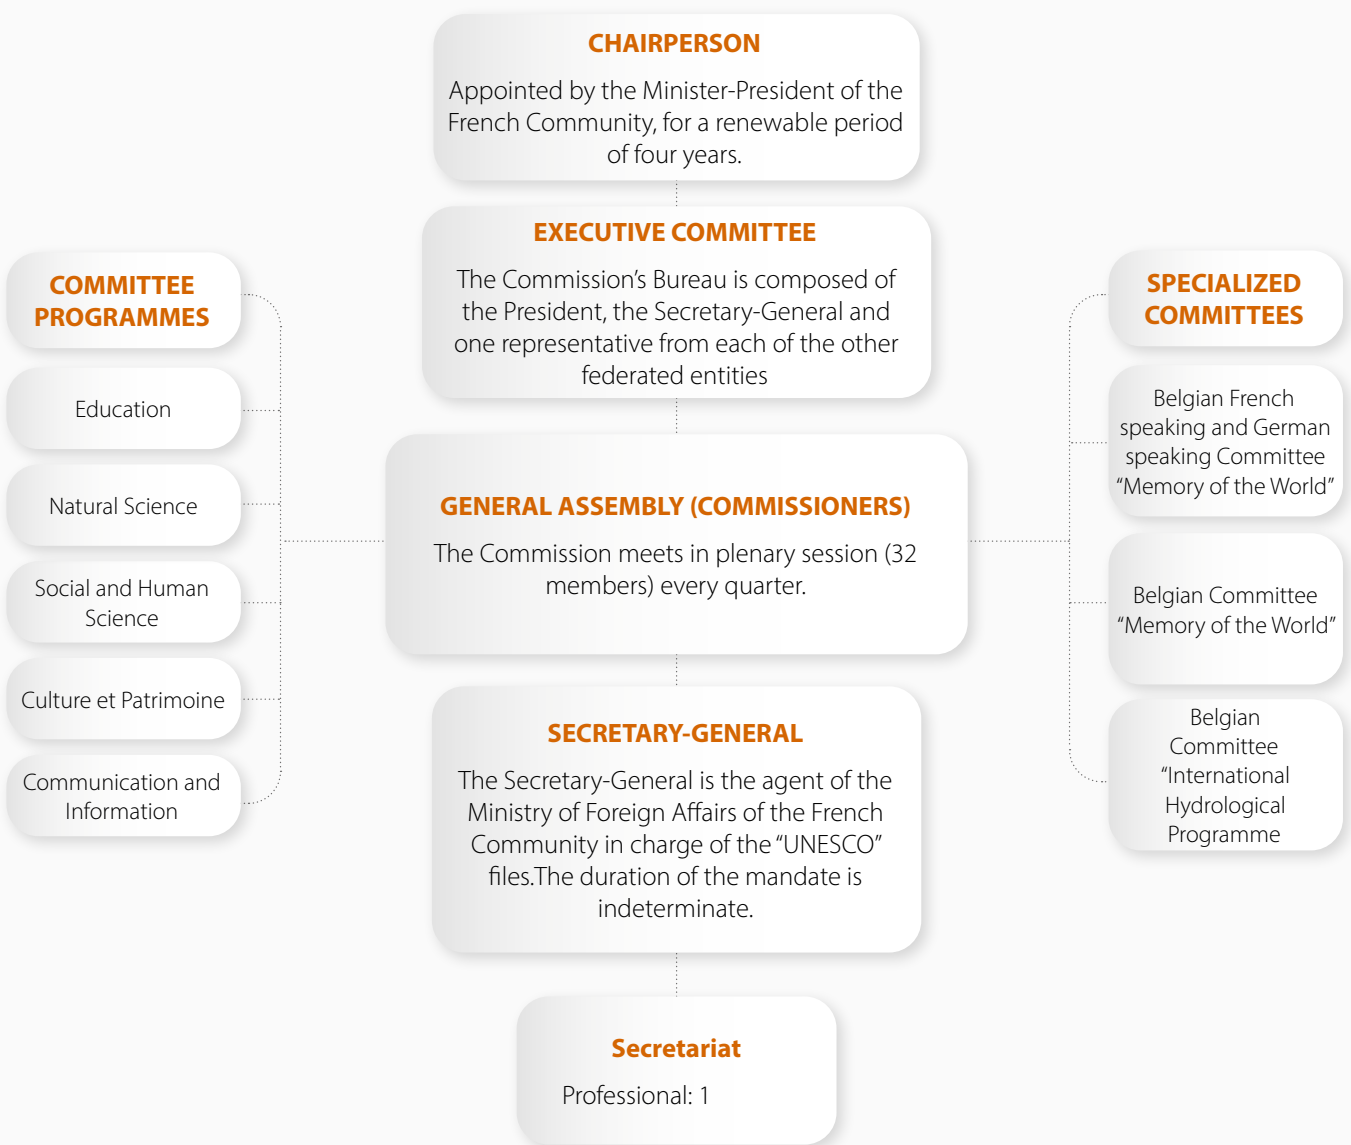 CHAIRPERSON
Appointed by the Minister-President of the
French Community, for a renewable period
of four years.
EXECUTIVE COMMITTEE
The Commission’s Bureau is composed of
the President, the Secretary-General and
one representative from each of the other
federated entities
COMMITTEE
PROGRAMMES
Education
Natural Science
Social and Human
Science
Culture et Patrimoine
Communication and
Information
GENERAL ASSEMBLY (COMMISSIONERS)
The Commission meets in plenary session (32
members) every quarter.
SPECIALIZED
COMMITTEES
Belgian French
speaking and German
speaking Committee
“Memory of the World”
Belgian Committee
“Memory of the World”
Belgian
Committee
“International
Hydrological
Programme
SECRETARY-GENERAL
The Secretary-General is the agent of the
Ministry of Foreign Affairs of the French
Community in charge of the “UNESCO”
files.The duration of the mandate is
indeterminate.
Secretariat
Professional: 1